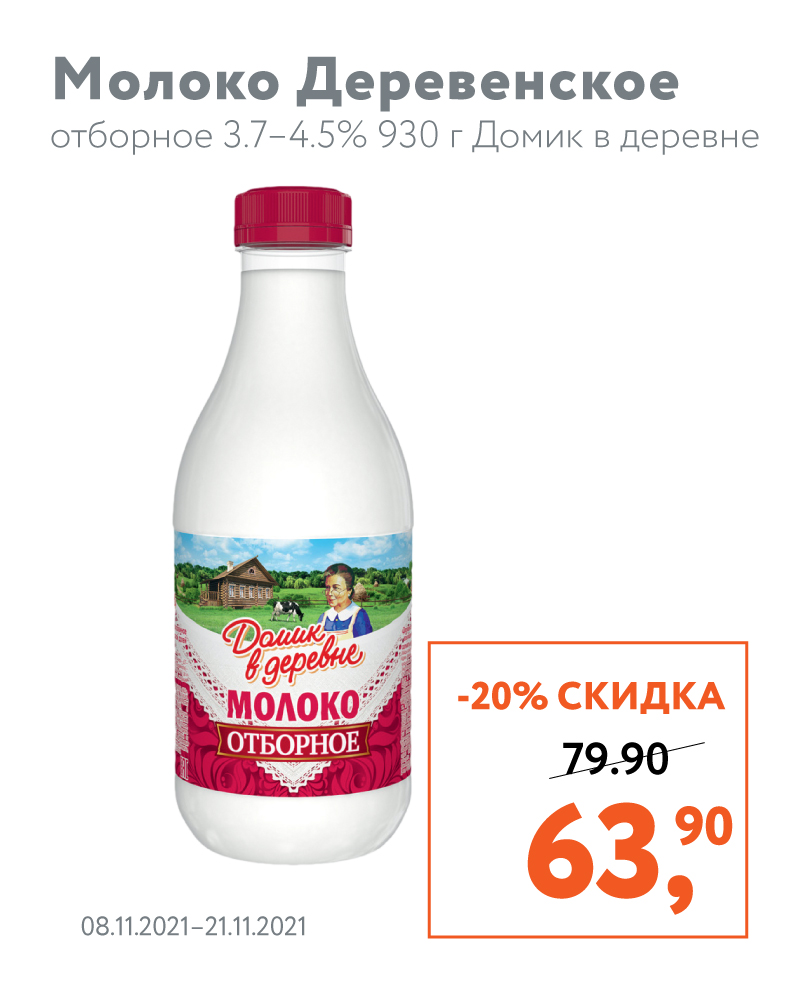 Молоко Деревенское
отборное 3.7–4.5% 930 г Домик в деревне
Домик
в деревне
МОЛОКО
ОТБОРНОЕ
-20% СКИДКА
79.90
63,90
08.11.2021–21.11.2021